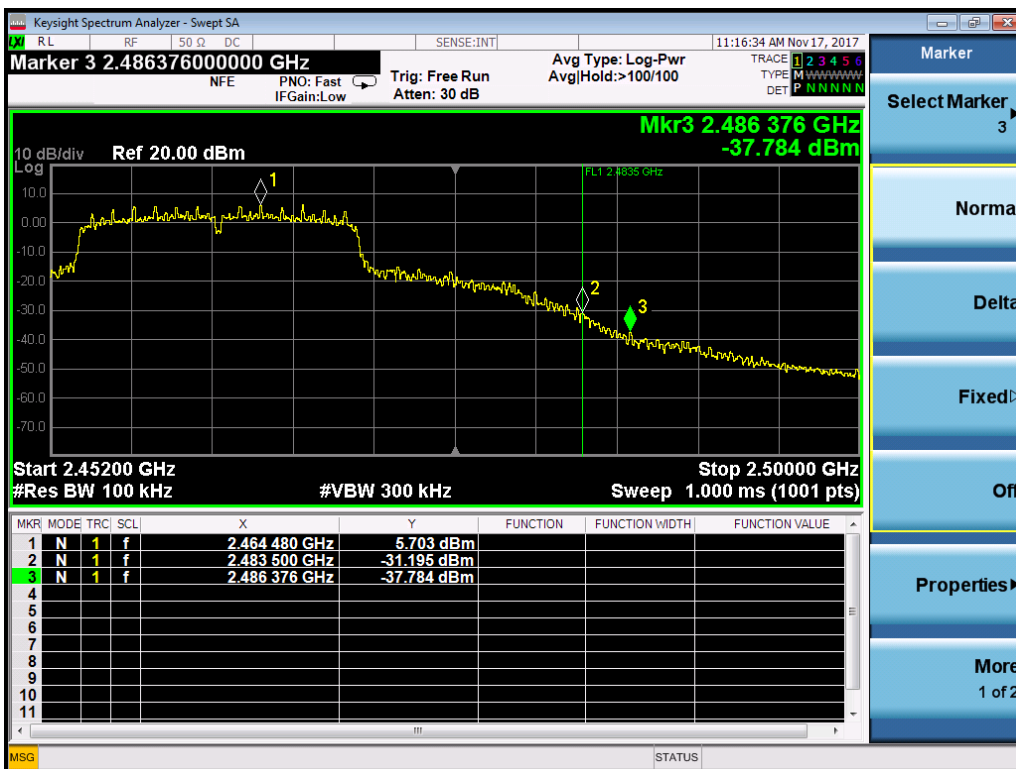 Keysight Spectrum Analyzer - Swept SA
LXI RL RF 50 Ω DC SENSE:INT 11:16:34 AM Nov 17, 2017
Marker 3 2.486376000000 GHz
NFE PNO: Fast IFGain:Low
Trig: Free Run
Atten: 30 dB
Avg Type: Log-Pwr
Avg|Hold:>100/100
TRACE 1 2 3 4 5 6
TYPE M WWWWW
DET P N N N N N
Mkr3 2.486 376 GHz
-37.784 dBm
10 dB/div Ref 20.00 dBm
Log
FL1 2.4835 GHz
10.0
0.00
-10.0
-20.0
-30.0
-40.0
-50.0
-60.0
-70.0
1
2
3
Start 2.45200 GHz Stop 2.50000 GHz
#Res BW 100 kHz #VBW 300 kHz Sweep 1.000 ms (1001 pts)
MKR MODE TRC SCL X Y FUNCTION FUNCTION WIDTH FUNCTION VALUE
1 N 1 f 2.464 480 GHz 5.703 dBm
2 N 1 f 2.483 500 GHz -31.195 dBm
3 N 1 f 2.486 376 GHz -37.784 dBm
4
5
6
7
8
9
10
11
MSG STATUS
Marker
Select Marker
3
Norma
Delta
Fixed
Off
Properties
More
1 of 2